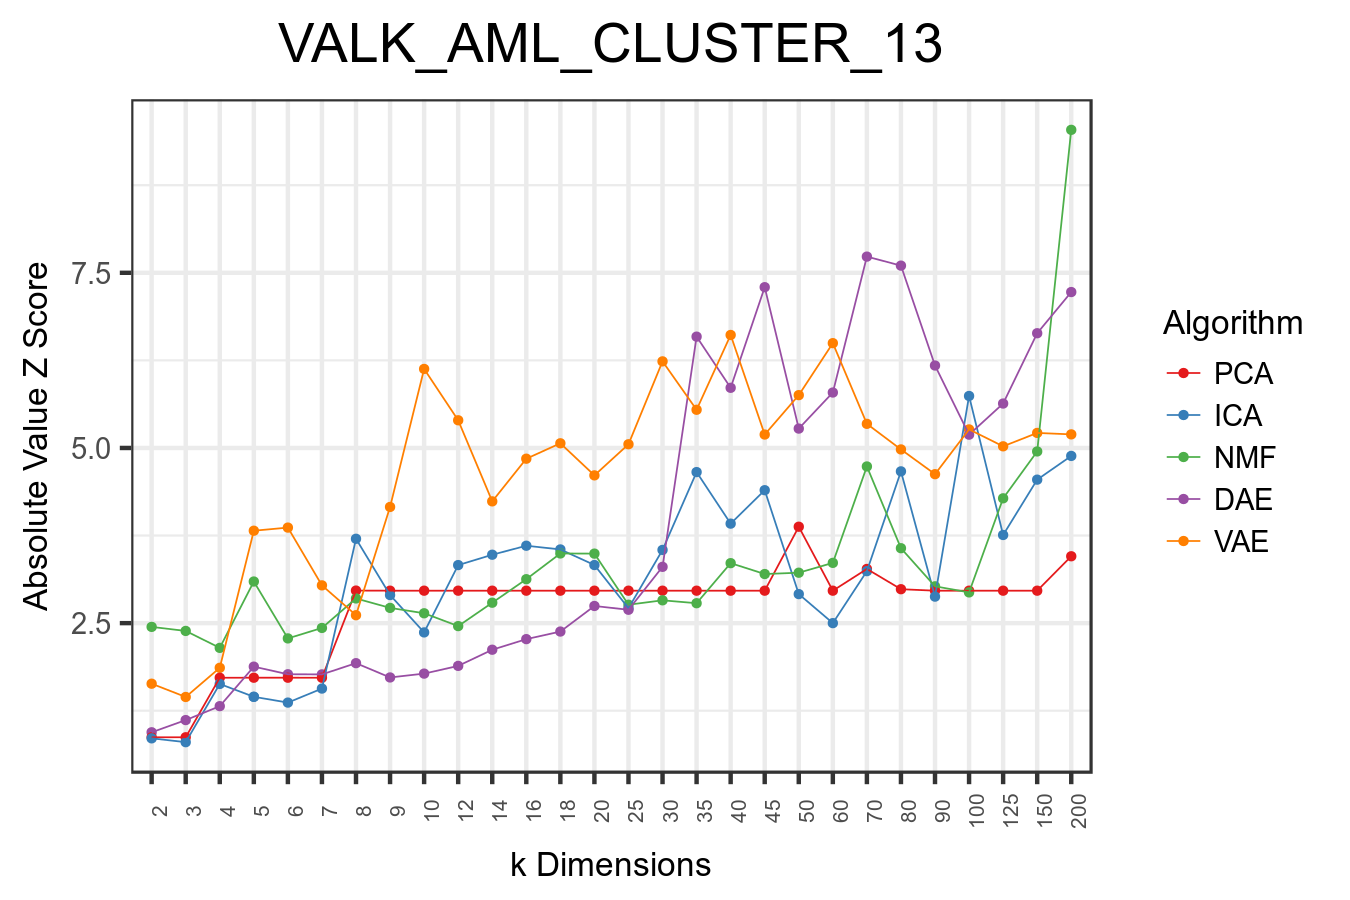 VALK_AML_CLUSTER_13
Absolute Value Z Score
7.5
5.0
2.5
2 3 4 5 6 7 8 9 10 12 14 16 18 20 25 30 35 40 45 50 60 70 80 90 100 125 150 200
k Dimensions
Algorithm
PCA
ICA
NMF
DAE
VAE